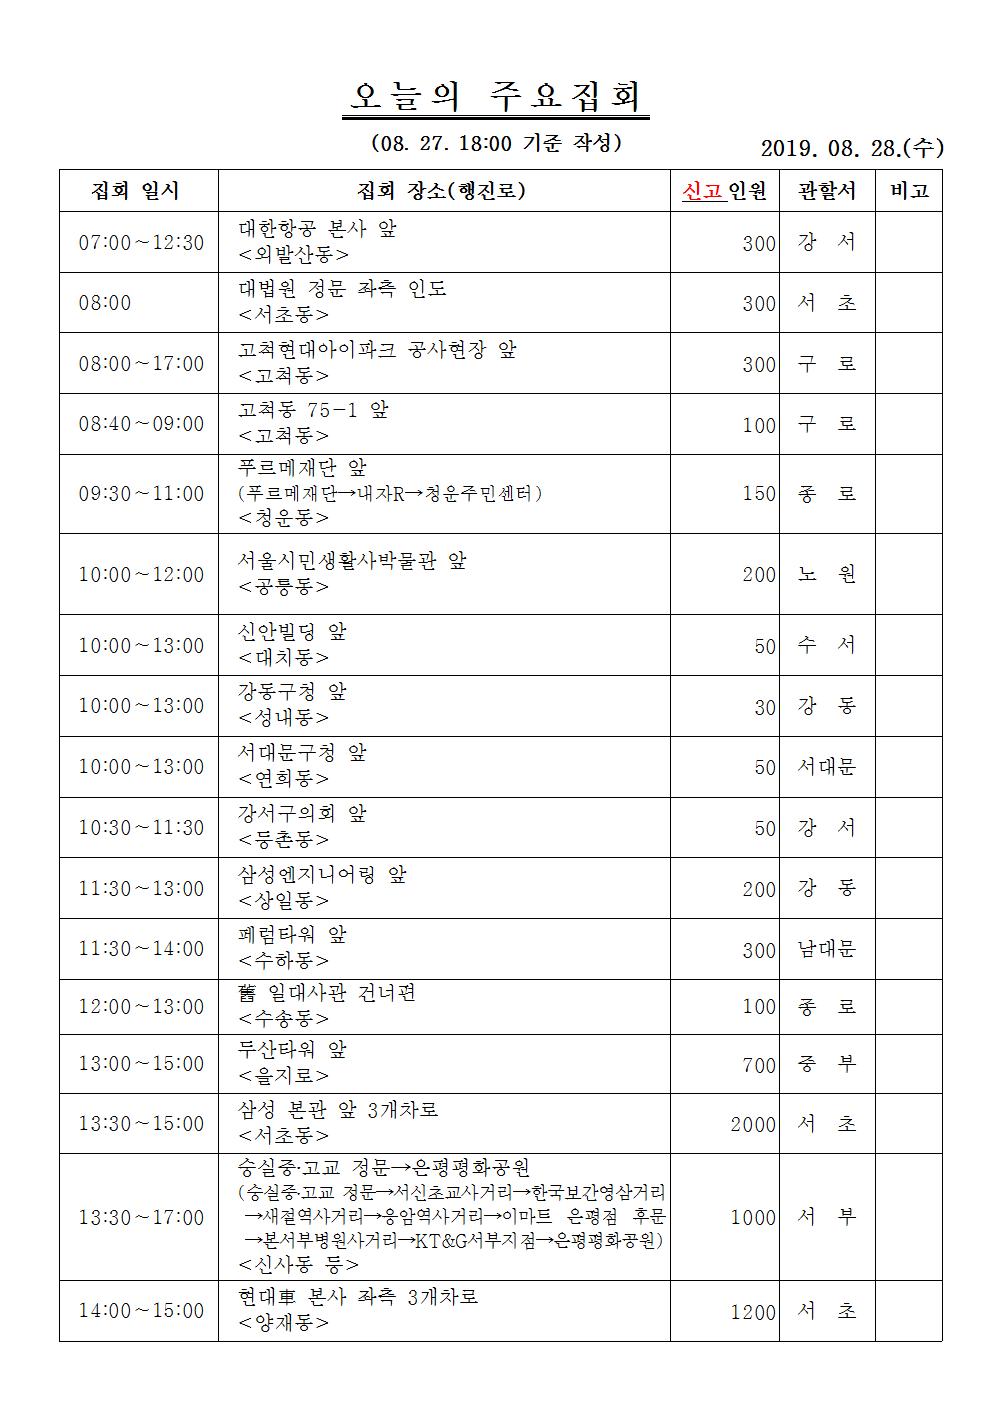 오늘의 주요집회
(08. 27. 18:00 기준 작성)
2019. 08. 28.(수)
집회 일시 집회 장소(행진로) 신고인원 관할서 비고
07:00~12:30 대한항공 본사 앞 300 강 서
<외발산동>
08:00 대법원 정문 좌측 인도 300 서 초
<서초동>
08:00~17:00 고척현대아이파크 공사현장 앞 300 구 로
<고척동>
08:40~09:00 고척동 75-1 앞 100 구 로
<고척동>
09:30~11:00 푸르메재단 앞 150 종 로
(푸르메재단→내자R→청운주민센터)
<청운동>
10:00~12:00 서울시민생활사박물관 앞 200 노 원
<공릉동>
10:00~13:00 신안빌딩 앞 50 수 서
<대치동>
10:00~13:00 강동구청 앞 30 강 동
<성내동>
10:00~13:00 서대문구청 앞 50 서대문
<연희동>
10:30~11:30 강서구의회 앞 50 강 서
<등촌동>
11:30~13:00 삼성엔지니어링 앞 200 강 동
<상일동>
11:30~14:00 페럼타워 앞 300 남대문
<수하동>
12:00~13:00 舊 일대사관 건너편 100 종 로
<수송동>
13:00~15:00 두산타워 앞 700 중 부
<을지로>
13:30~15:00 삼성 본관 앞 3개차로 2000 서 초
<서초동>
13:30~17:00 숭실중·고교 정문→은평평화공원 1000 서 부
(숭실중·고교 정문→서신초교사거리→한국보간영삼거리
→새절역사거리→응암역사거리→이마트 은평점 후문
→본서부병원사거리→KT&G서부지점→은평평화공원)
<신사동 등>
14:00~15:00 현대車 본사 좌측 3개차로 1200 서 초
<양재동>